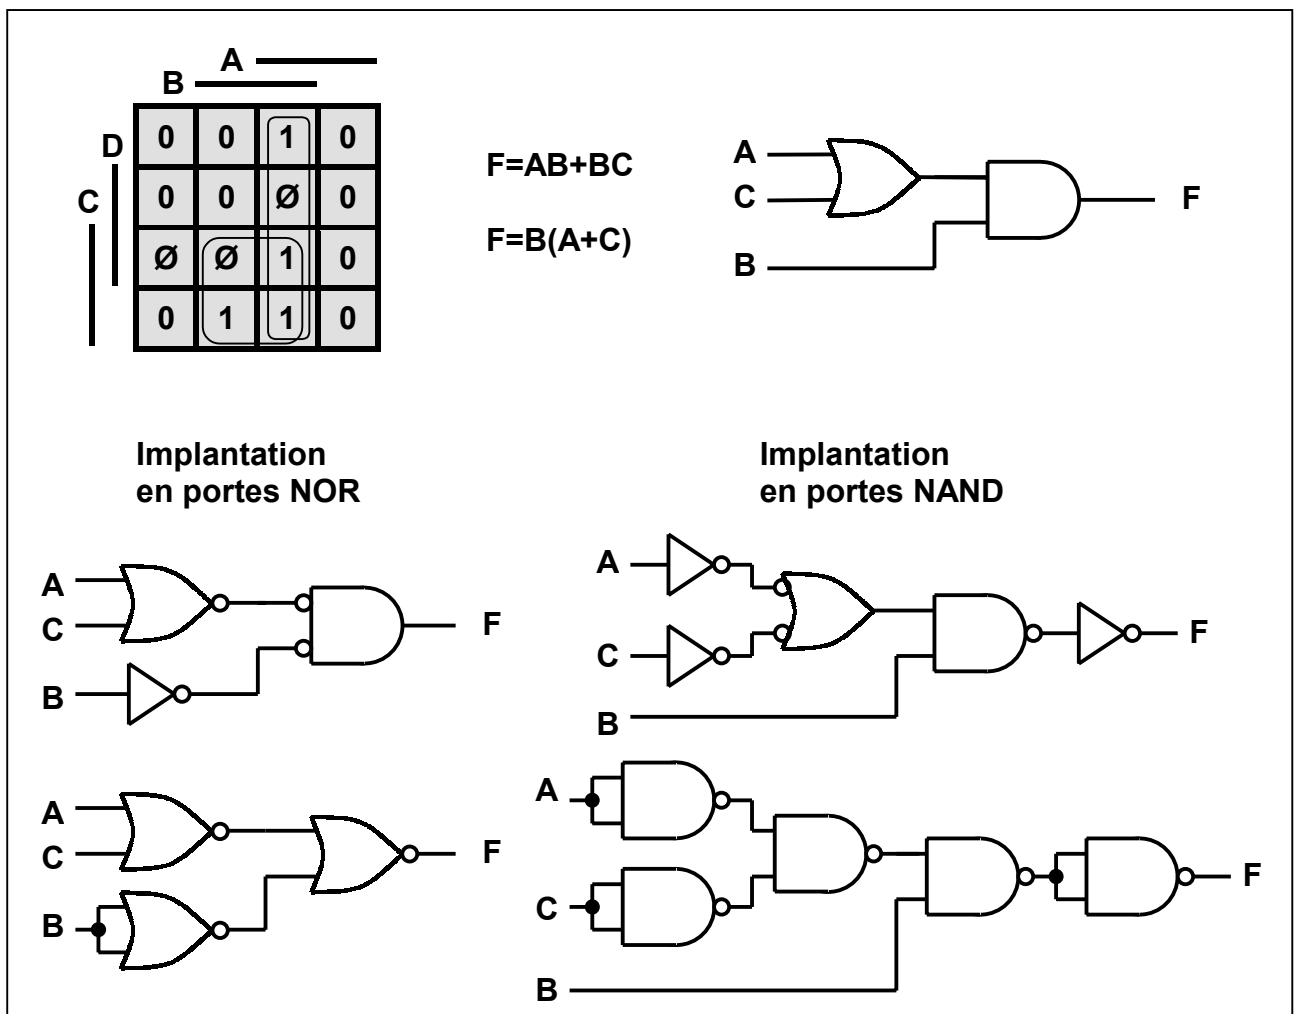 A
B
D
C
0 0 1 0
0 0 Ø 0
Ø Ø 1 0
0 1 1 0
F=AB+BC
F=B(A+C)
A
C
B
F
Implantation
en portes NOR
A
C
B
F
A
C
B
F
Implantation
en portes NAND
A
C
B
F
A
C
B
F